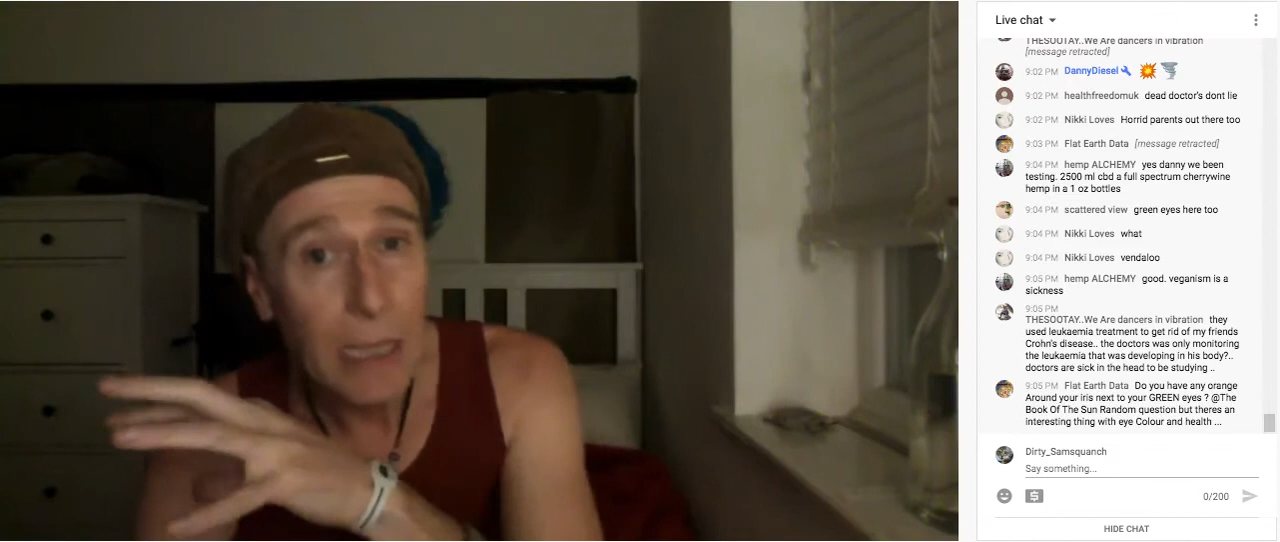 Live chat
THESOOTAY..We Are dancers in vibration
[message retracted]
9:02 PM DannyDiesel
9:02 PM healthfreedomuk dead doctor's dont lie
9:02 PM Nikki Loves Horrid parents out there too
9:03 PM Flat Earth Data [message retracted]
9:04 PM hemp ALCHEMY yes danny we been
testing. 2500 ml cbd a full spectrum cherrywine
hemp in a 1 oz bottles
9:04 PM scattered view green eyes here too
9:04 PM Nikki Loves what
9:04 PM Nikki Loves vendaloo
9:05 PM hemp ALCHEMY good. veganism is a
sickness
9:05 PM
THESOOTAY..We Are dancers in vibration they
used leukaemia treatment to get rid of my friends
Crohn's disease.. the doctors was only monitoring
the leukaemia that was developing in his body?..
doctors are sick in the head to be studying ..
9:05 PM Flat Earth Data Do you have any orange
Around your iris next to your GREEN eyes ? @The
Book Of The Sun Random question but theres an
interesting thing with eye Colour and health ...
Dirty_Samsquanch
Say something...
0/200
HIDE CHAT